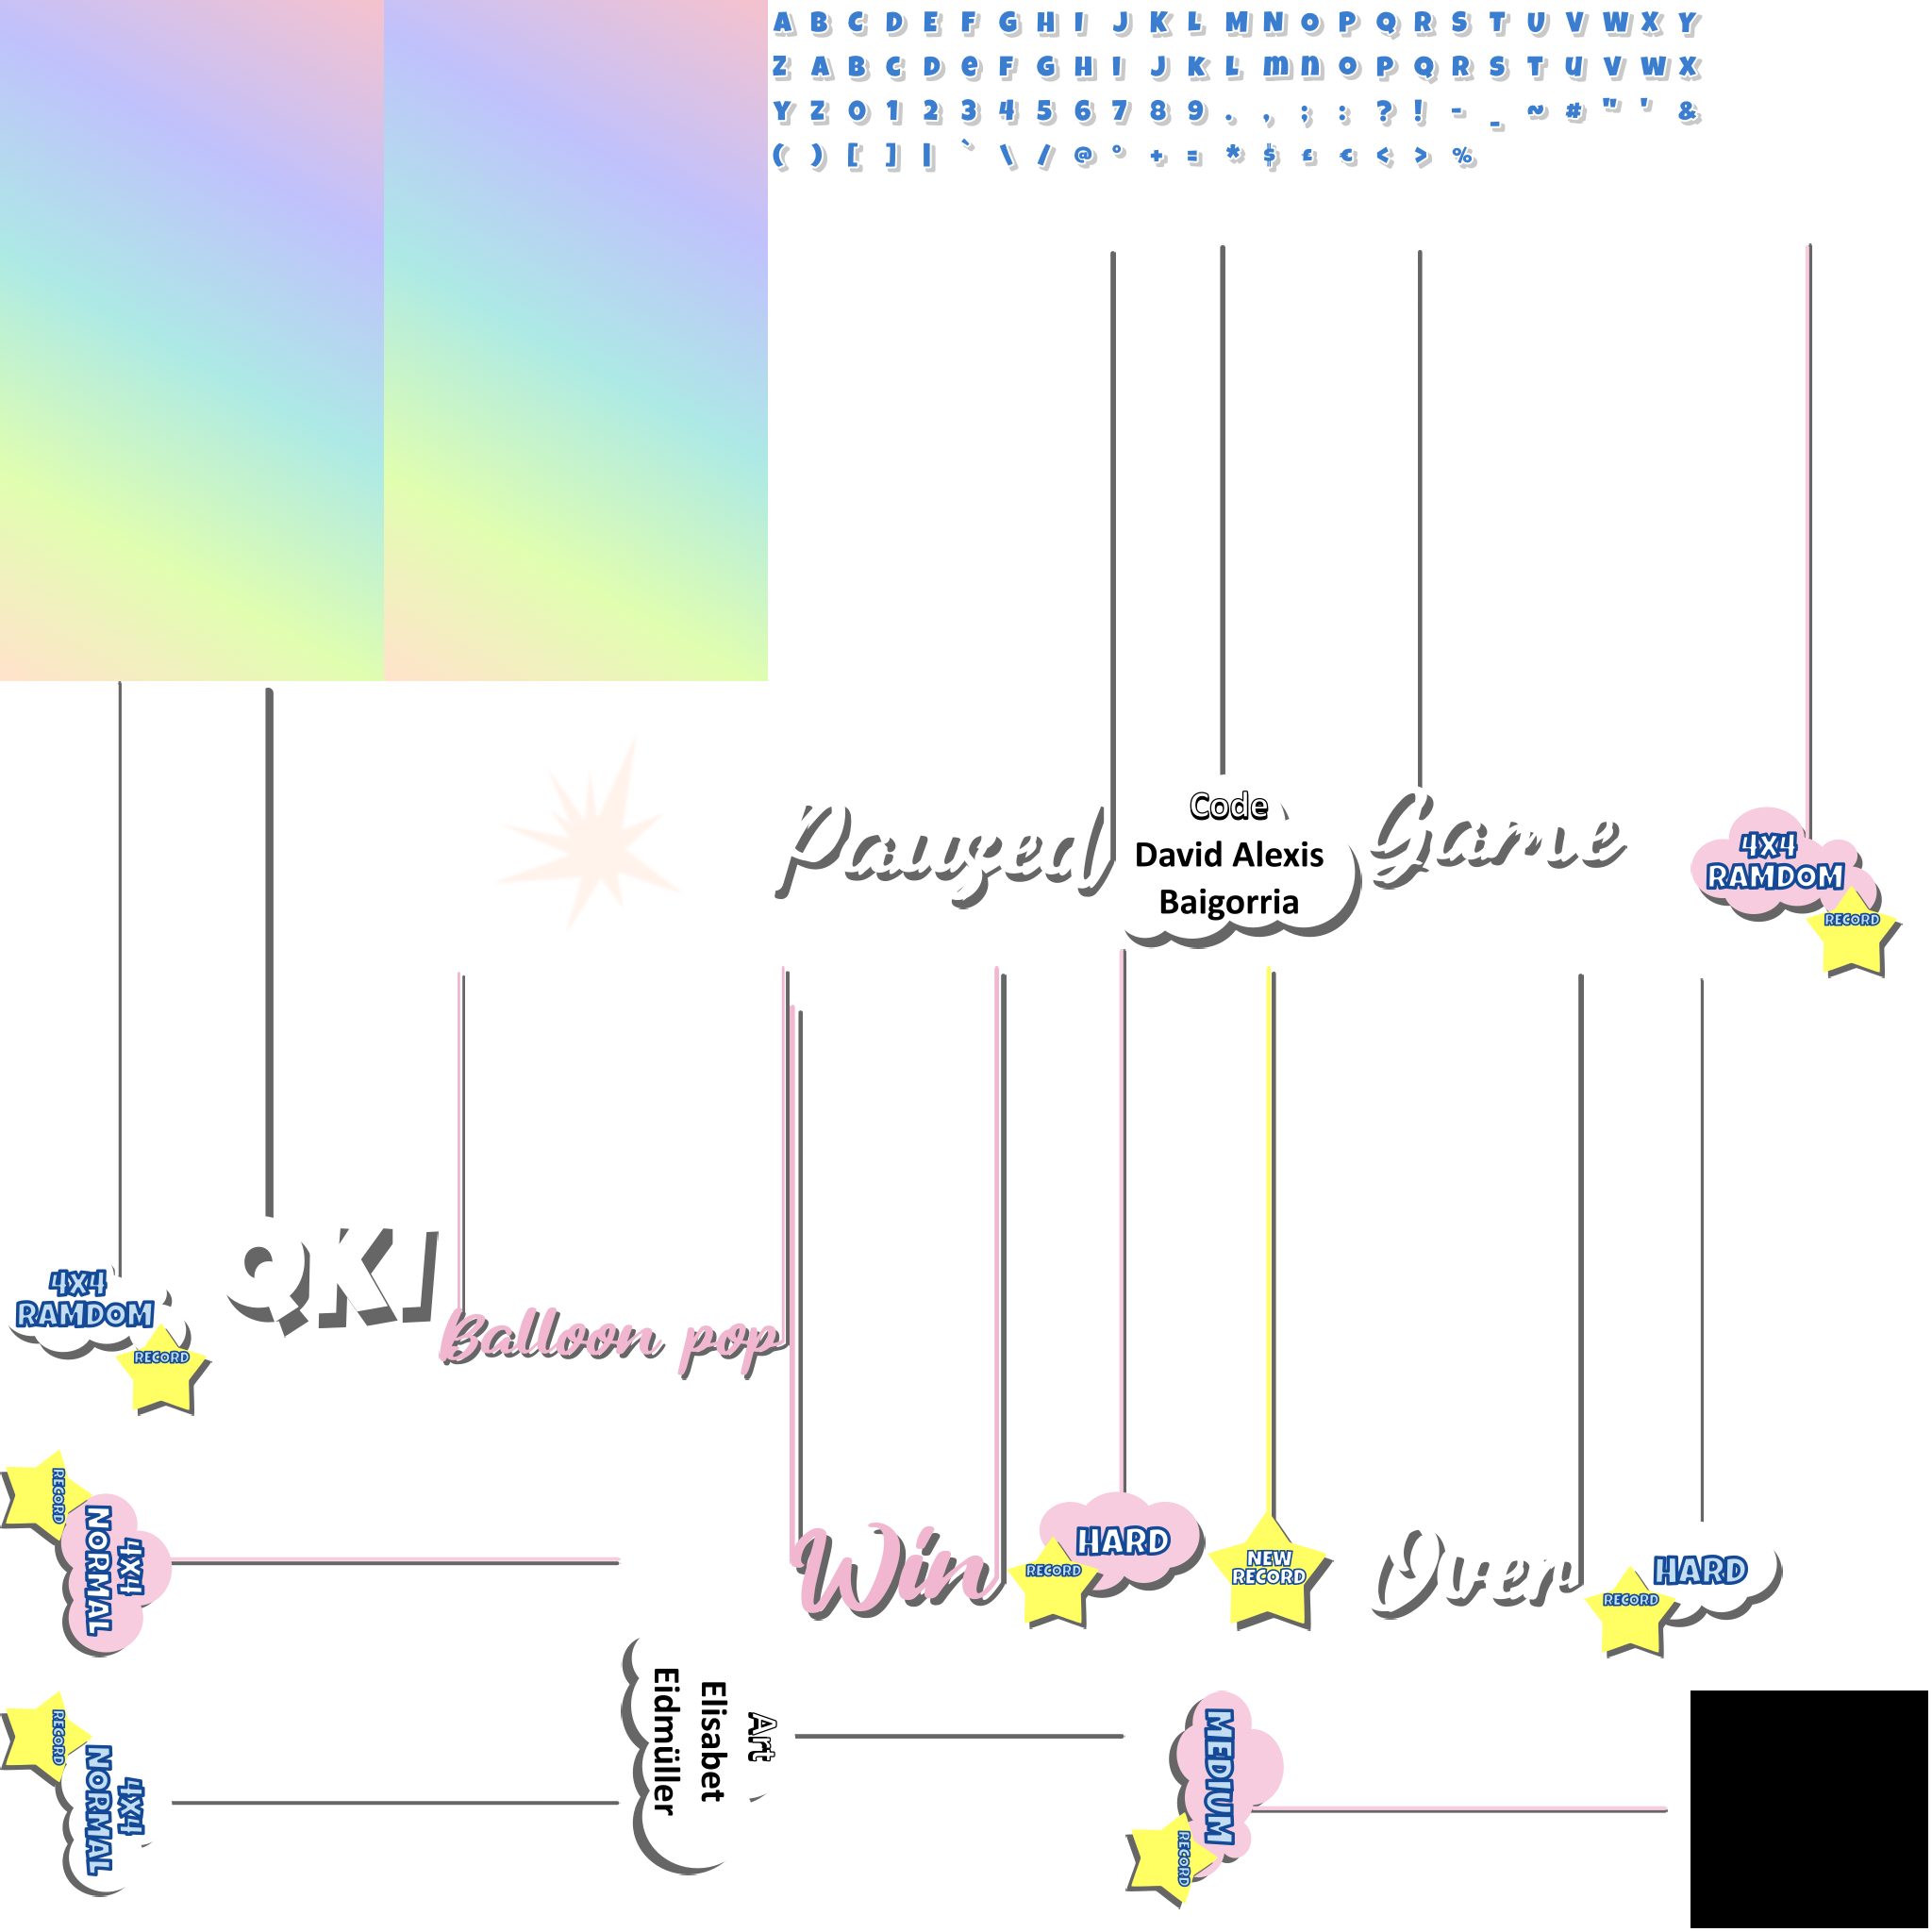 A B C D E F G H I J K L M N O P Q R S T U V W X Y
Z A B C D e F G H I J K L m n o P Q R S T U V W X
Y Z 0 1 2 3 4 5 6 7 8 9 . , ; : ? ! - _ ~ # " ' &
( ) [ ] | ` \ / @ ° + = * $ £ € < > %
Paused
Code
David Alexis
Baigorria
Game
4X4
RAMDOM
RECORD
4X4
RAMDOM
RECORD
QKI
Balloon pop
RECORD
4X4
NORMAL
Win
HARD
RECORD
NEW
RECORD
Over
HARD
RECORD
RECORD
4X4
NORMAL
Art
Elisabet
Eidmüller
MEDIUM
RECORD